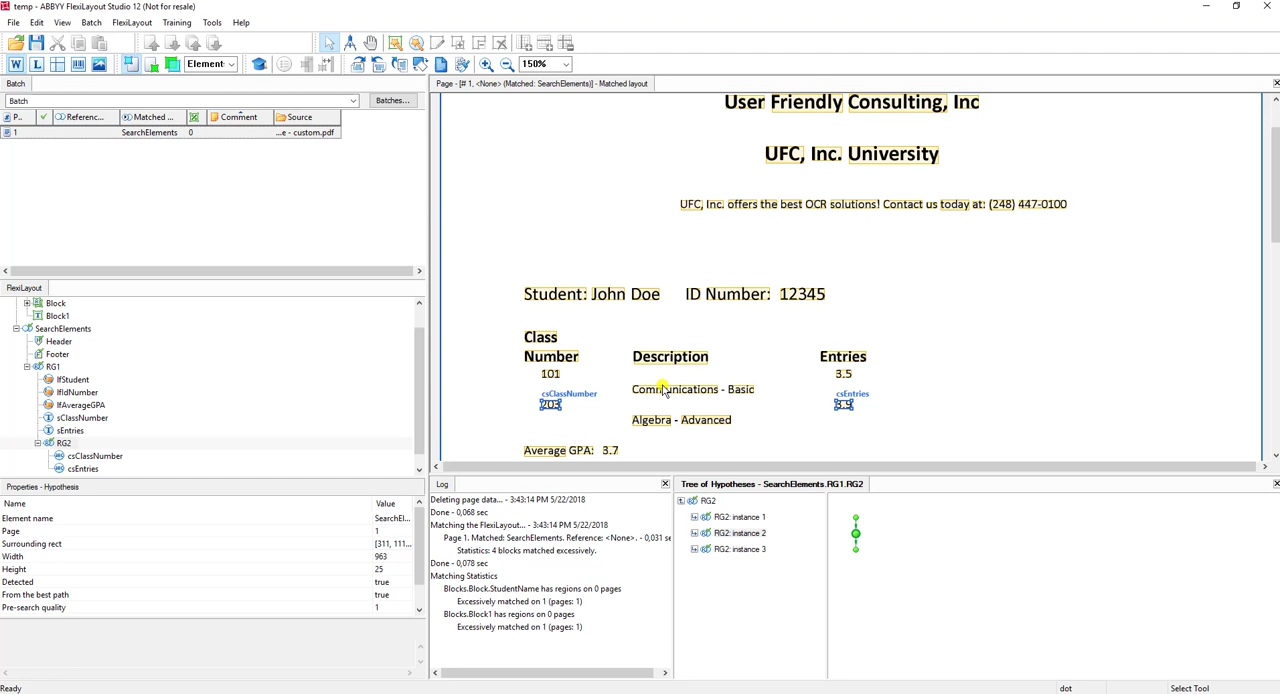 temp - ABBYY FlexiLayout Studio 12 (Not for resale)
File Edit View Batch FlexiLayout Training Tools Help
W L Element 150%
Batch
Page - [# 1, <None> (Matched: SearchElements)] - Matched layout
Batch Batches...
P.. Referenc... Matched ... Comment Source
1 SearchElements 0 ...e - custom.pdf
User Friendly Consulting, Inc
UFC, Inc. University
UFC, Inc. offers the best OCR solutions! Contact us today at: (248) 447-0100
Student: John Doe ID Number: 12345
Class
Number Description Entries
101 3.5
Communications - Basic
csClassNumber csEntries
203 3.9
Algebra - Advanced
Average GPA: 3.7
FlexiLayout
Block
Block1
SearchElements
Header
Footer
RG1
lfStudent
lfIdNumber
lfAverageGPA
sClassNumber
sEntries
RG2
csClassNumber
csEntries
Properties - Hypothesis
Name Value
Element name SearchEl...
Page 1
Surrounding rect [311, 111...
Width 963
Height 25
Detected true
From the best path true
Pre-search quality 1
Log
Deleting page data... - 3:43:14 PM 5/22/2018
Done - 0,068 sec
Matching the FlexiLayout... - 3:43:14 PM 5/22/2018
Page 1. Matched: SearchElements. Reference: <None>. - 0,031 se
Statistics: 4 blocks matched excessively.
Done - 0,078 sec
Matching Statistics
Blocks.Block.StudentName has regions on 0 pages
Excessively matched on 1 (pages: 1)
Blocks.Block1 has regions on 0 pages
Excessively matched on 1 (pages: 1)
Tree of Hypotheses - SearchElements.RG1.RG2
RG2
RG2: instance 1
RG2: instance 2
RG2: instance 3
Ready dot Select Tool